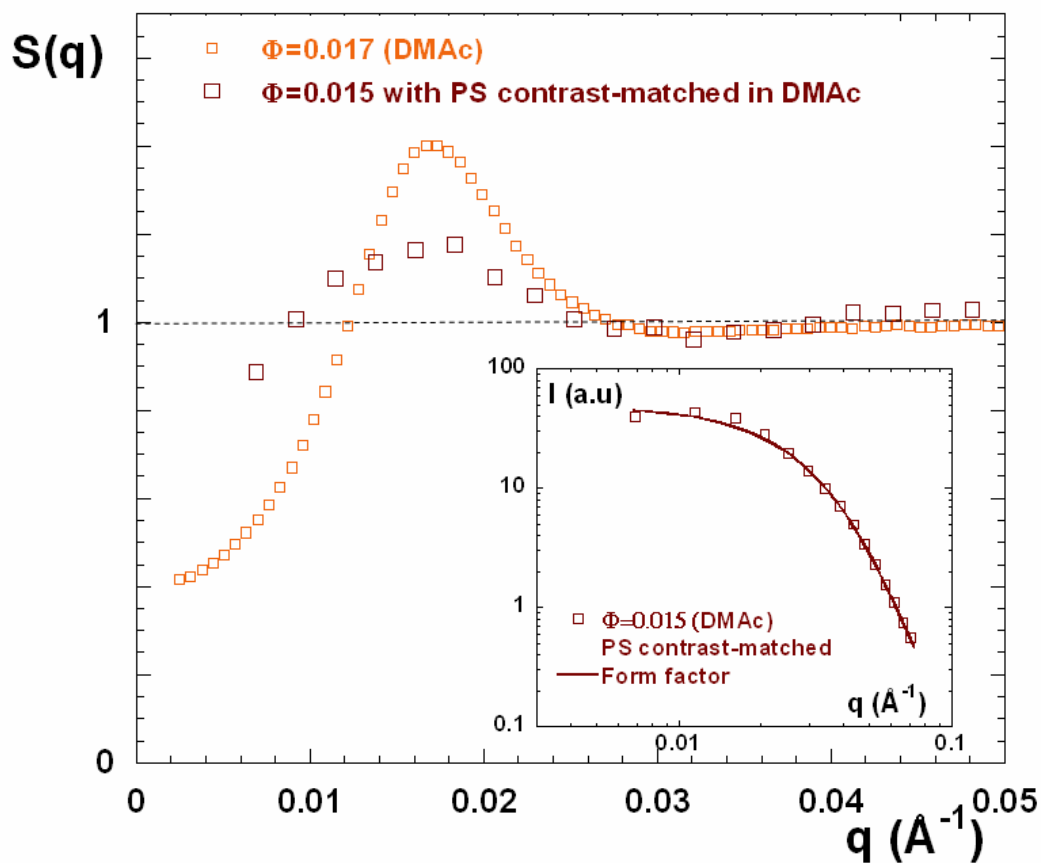 S(q)
Φ=0.017 (DMAc)
Φ=0.015 with PS contrast-matched in DMAc
1
0
0
0.01
0.02
0.03
0.04
0.05
q (Å⁻¹)
I (a.u)
100
10
1
0.1
Φ=0.015 (DMAc)
PS contrast-matched
Form factor
q (Å⁻¹)
0.01
0.1